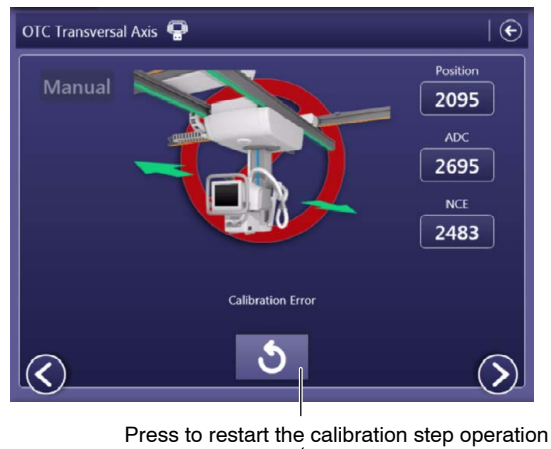 OTC Transversal Axis
Manual
Position
2095
ADC
2695
NCE
2483
Calibration Error
Press to restart the calibration step operation